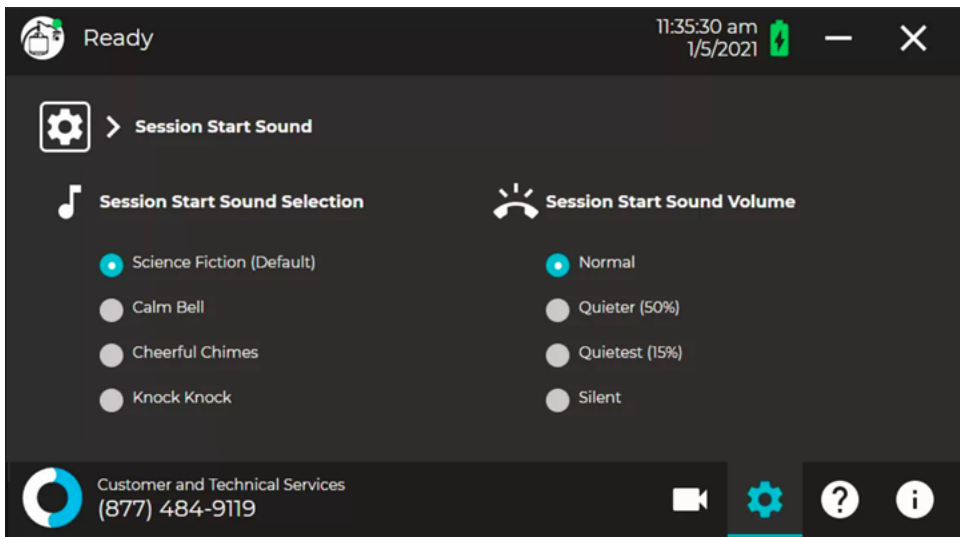 Ready
11:35:30 am
1/5/2021
Session Start Sound
Session Start Sound Selection
Science Fiction (Default)
Calm Bell
Cheerful Chimes
Knock Knock
Session Start Sound Volume
Normal
Quieter (50%)
Quietest (15%)
Silent
Customer and Technical Services
(877) 484-9119